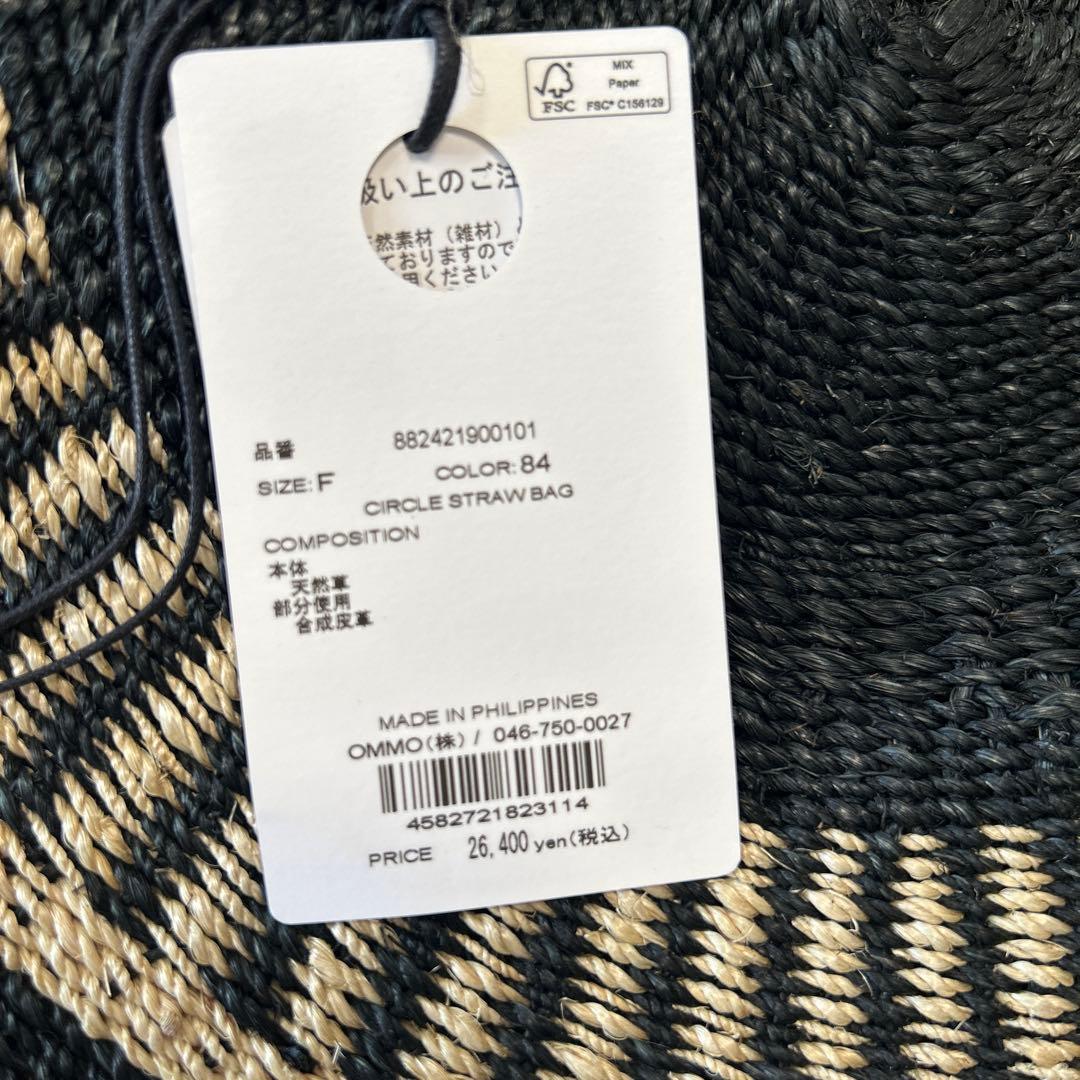 MIX
Paper
FSC
FSC® C156129
扱い上のご注
然素材（雑材）
ておりますので
用ください
品番 882421900101
SIZE: F COLOR: 84
CIRCLE STRAW BAG
COMPOSITION
本体
天然草
部分使用
合成皮革
MADE IN PHILIPPINES
OMMO(株) / 046-750-0027
4582721823114
PRICE 26,400 yen(税込)